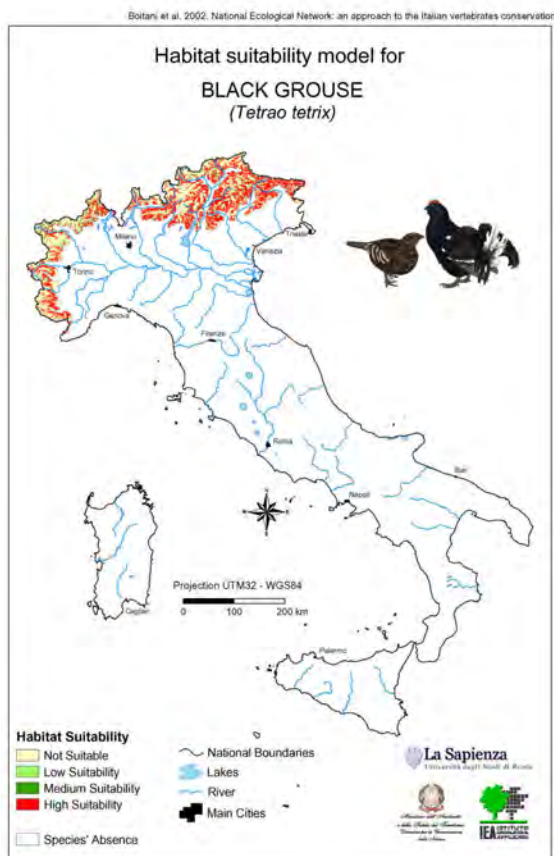 Boitani et al. 2002. National Ecological Network: an approach to the Italian vertebrates conservation
Habitat suitability model for
BLACK GROUSE
(Tetrao tetrix)
Milano
Trieste
Venezia
Torino
Genova
Firenze
Roma
Bari
Napoli
Cagliari
Projection UTM32 - WGS84
0 100 200 km
Palermo
Habitat Suitability
Not Suitable
Low Suitability
Medium Suitability
High Suitability
Species' Absence
National Boundaries
Lakes
River
Main Cities
La Sapienza
Università degli Studi di Roma
IEA ISTITUTO